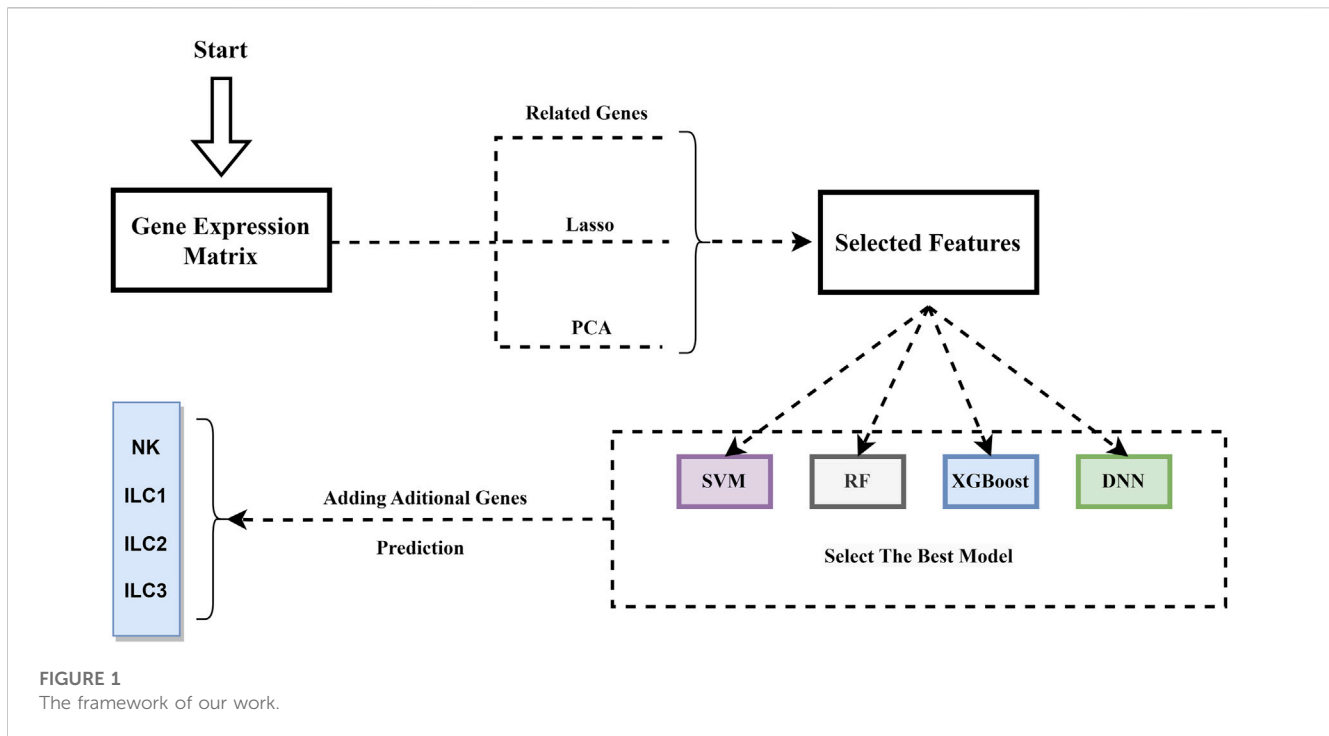 Start
Gene Expression
Matrix
Related Genes
Lasso
PCA
Selected Features
SVM
RF
XGBoost
DNN
Select The Best Model
Adding Aditional Genes
Prediction
NK
ILC1
ILC2
ILC3
FIGURE 1
The framework of our work.